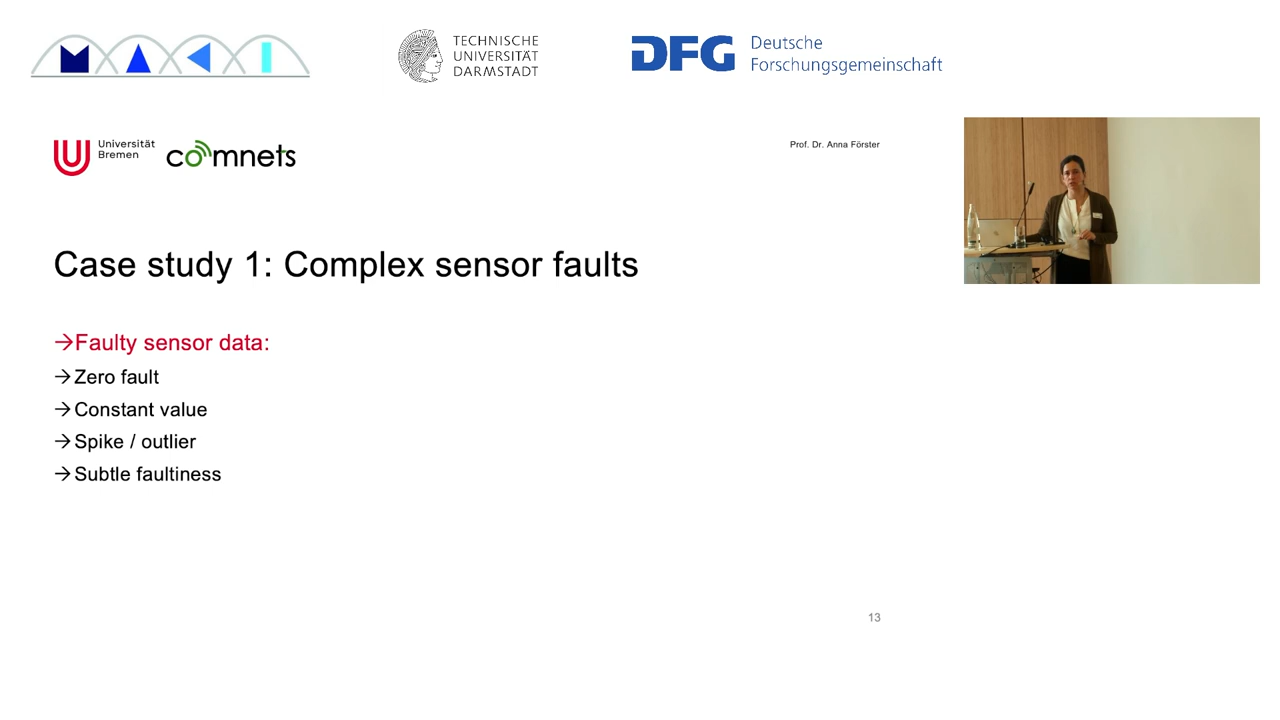 MAKI
TECHNISCHE
UNIVERSITÄT
DARMSTADT
DFG
Deutsche
Forschungsgemeinschaft
Universität
Bremen
comnets
Prof. Dr. Anna Förster
Case study 1: Complex sensor faults
→Faulty sensor data:
→Zero fault
→Constant value
→Spike / outlier
→Subtle faultiness
13